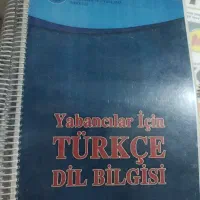 Yabancılar İçin
TÜRKÇE
DİL BİLGİSİ